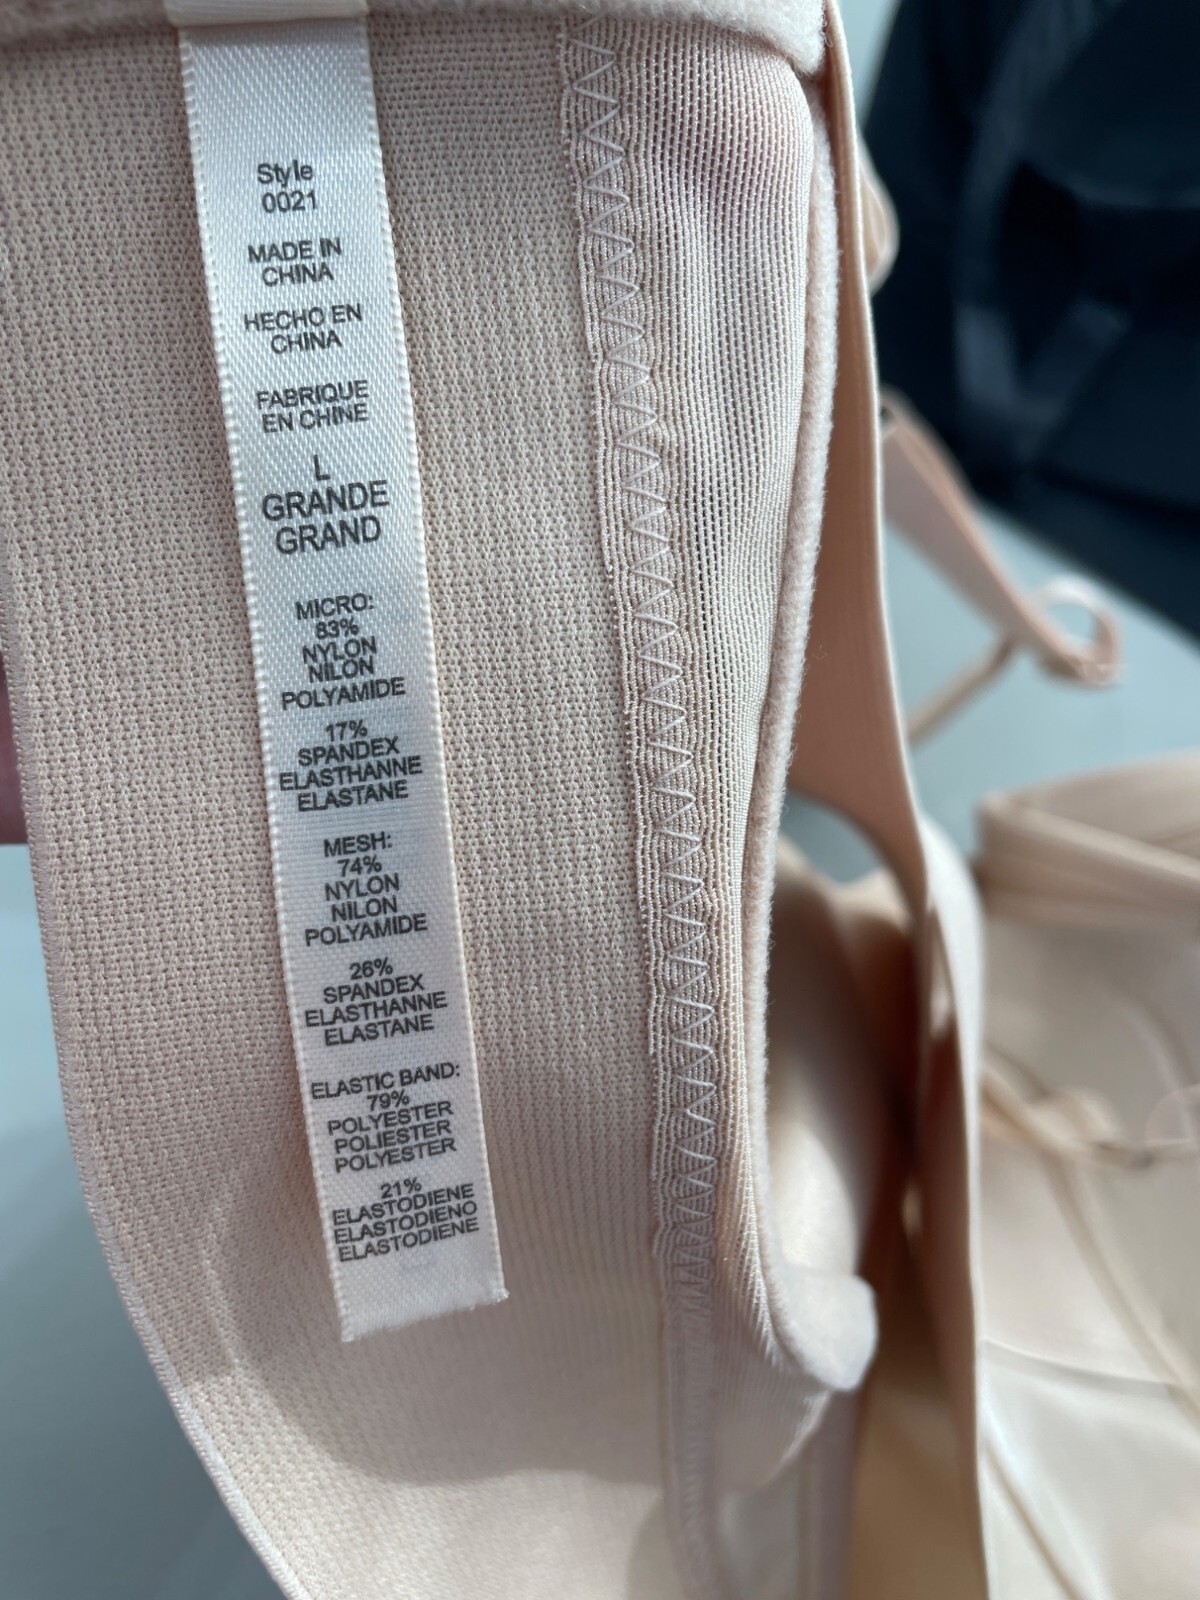 Style
0021
MADE IN
CHINA
HECHO EN
CHINA
FABRIQUE
EN CHINE
L
GRANDE
GRAND
MICRO:
83%
NYLON
NILON
POLYAMIDE
17%
SPANDEX
ELASTHANNE
ELASTANE
MESH:
74%
NYLON
NILON
POLYAMIDE
26%
SPANDEX
ELASTHANNE
ELASTANE
ELASTIC BAND:
79%
POLYESTER
POLIESTER
POLYESTER
21%
ELASTODIENE
ELASTODIENO
ELASTODIENE